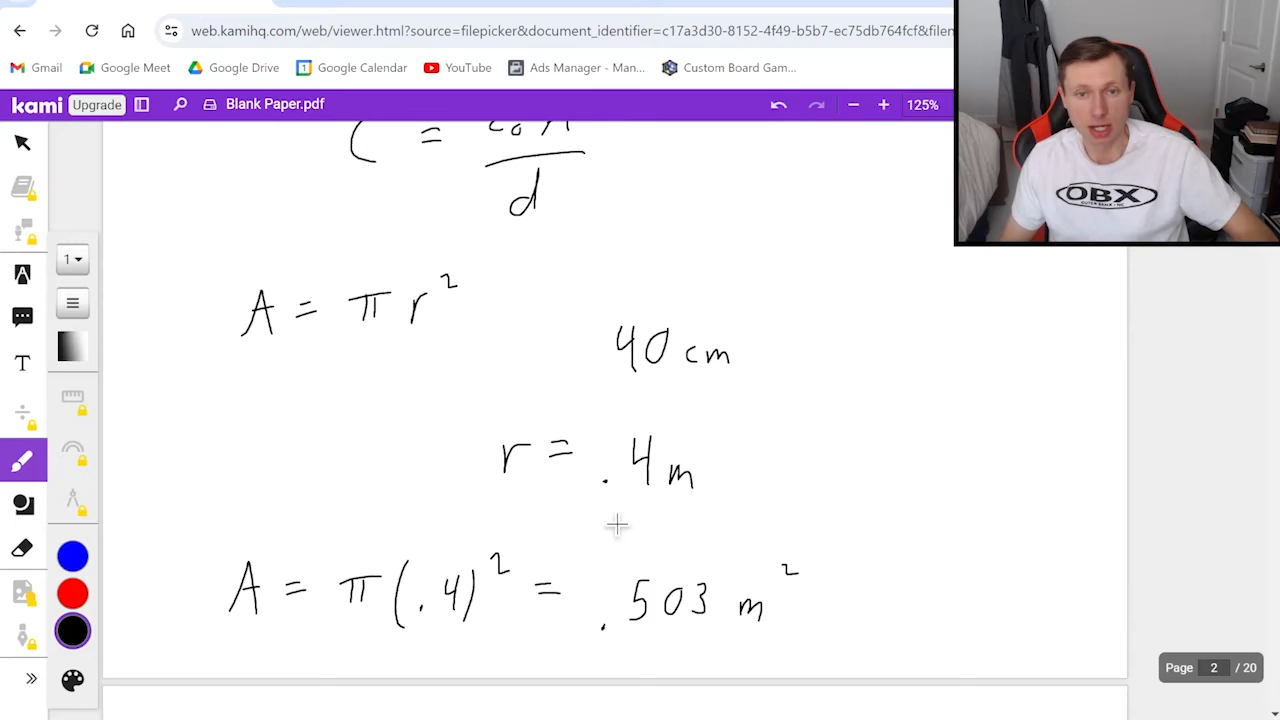 web.kamihq.com/web/viewer.html?source=filepicker&document_identifier=c17a3d30-8152-4f49-b5b7-ec75db764fcf&filen
Gmail Google Meet Google Drive 1 Google Calendar YouTube Ads Manager - Man... Custom Board Gam...
kami Upgrade Blank Paper.pdf 125%
OBX
1
A
T
C = / d
A = π r²
40 cm
r = .4 m
A = π(.4)² = .503 m²
Page 2 / 20